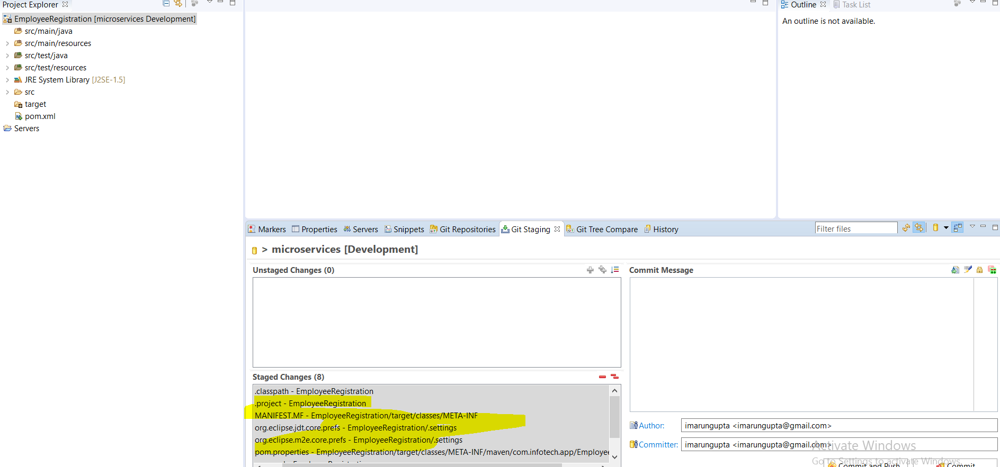 Project Explorer
EmployeeRegistration [microservices Development]
src/main/java
src/main/resources
src/test/java
src/test/resources
JRE System Library [J2SE-1.5]
src
target
pom.xml
Servers
Outline
Task List
An outline is not available.
Markers
Properties
Servers
Snippets
Git Repositories
Git Staging
Git Tree Compare
History
Filter files
> microservices [Development]
Unstaged Changes (0)
Staged Changes (8)
.classpath - EmployeeRegistration
.project - EmployeeRegistration
MANIFEST.MF - EmployeeRegistration/target/classes/META-INF
org.eclipse.jdt.core.prefs - EmployeeRegistration/.settings
org.eclipse.m2e.core.prefs - EmployeeRegistration/.settings
pom.properties - EmployeeRegistration/target/classes/META-INF/maven/com.infotech.app/Employee
Commit Message
Author:
imarungupta <imarungupta@gmail.com>
Committer:
imarungupta <imarungupta@gmail.com>
Activate Windows
Go to Settings to activate Windows.
Commit and Push
Commit